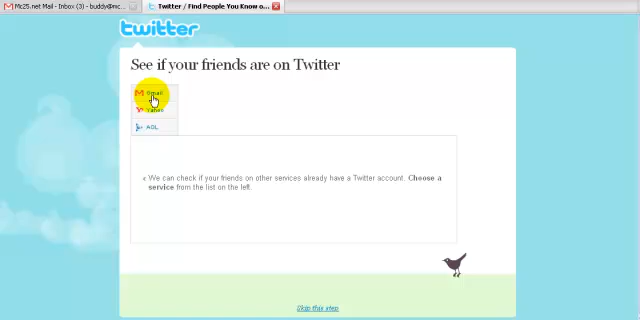 Mc25.net Mail - Inbox (3) - buddy@mc...
Twitter / Find People You Know o...
twitter
See if your friends are on Twitter
Gmail
Yahoo
AOL
‹ We can check if your friends on other services already have a Twitter account. Choose a
service from the list on the left.
Skip this step